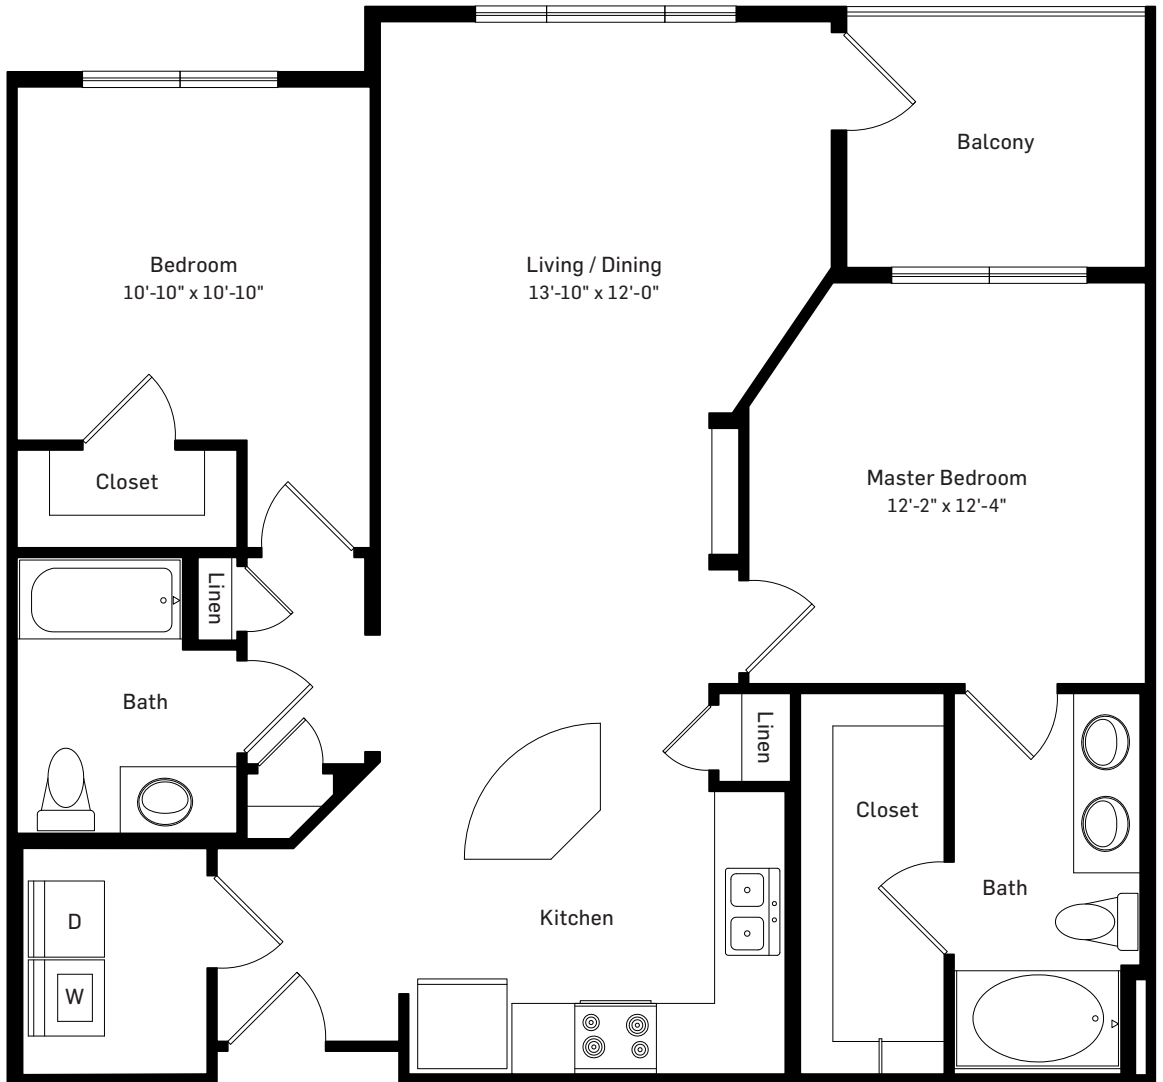 Balcony
Bedroom
10'-10" x 10'-10"
Living / Dining
13'-10" x 12'-0"
Closet
Master Bedroom
12'-2" x 12'-4"
Linen
Bath
Linen
Closet
Bath
D
Kitchen
W